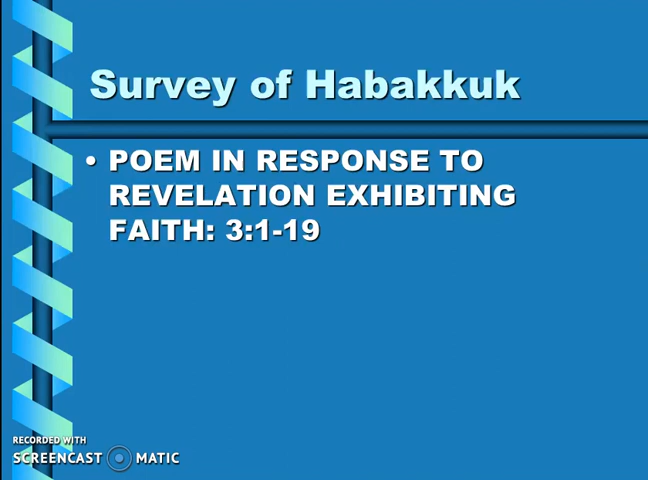 Survey of Habakkuk
• POEM IN RESPONSE TO
REVELATION EXHIBITING
FAITH: 3:1-19
RECORDED WITH
SCREENCAST MATIC